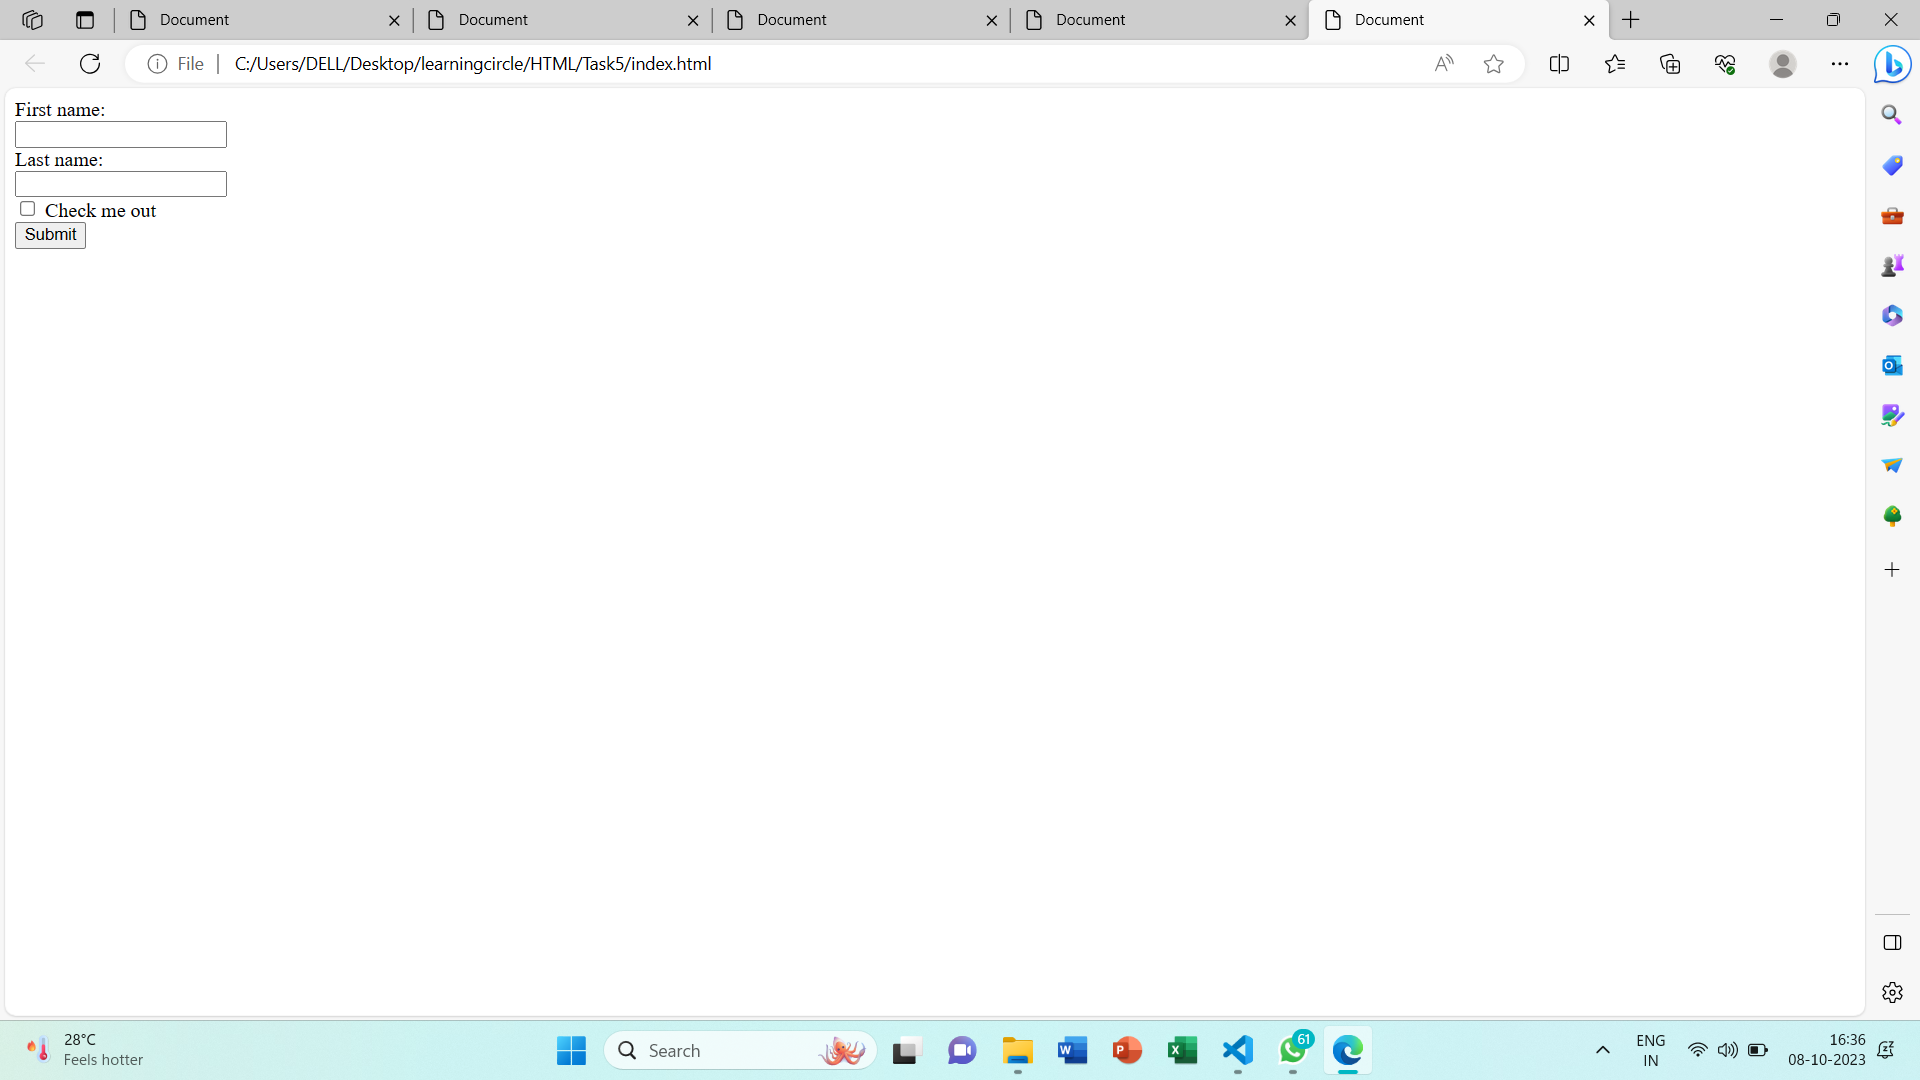 Document
Document
Document
Document
Document
File
C:/Users/DELL/Desktop/learningcircle/HTML/Task5/index.html
First name:
Last name:
Check me out
Submit
28°C
Feels hotter
Search
61
ENG
IN
16:36
08-10-2023